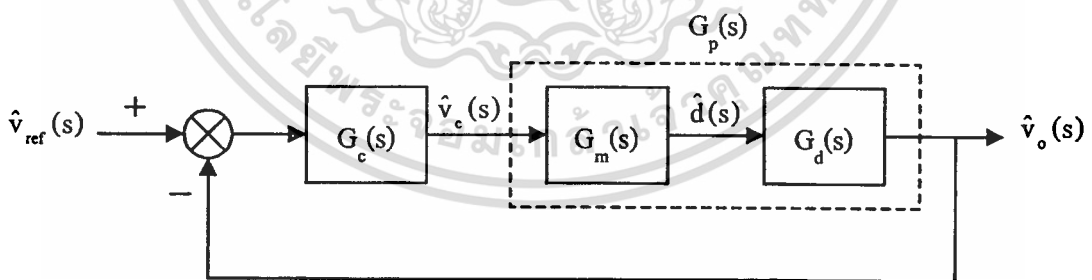 G_p(s)
v̂_ref(s)
+
−
G_c(s)
v̂_c(s)
G_m(s)
d̂(s)
G_d(s)
v̂_o(s)